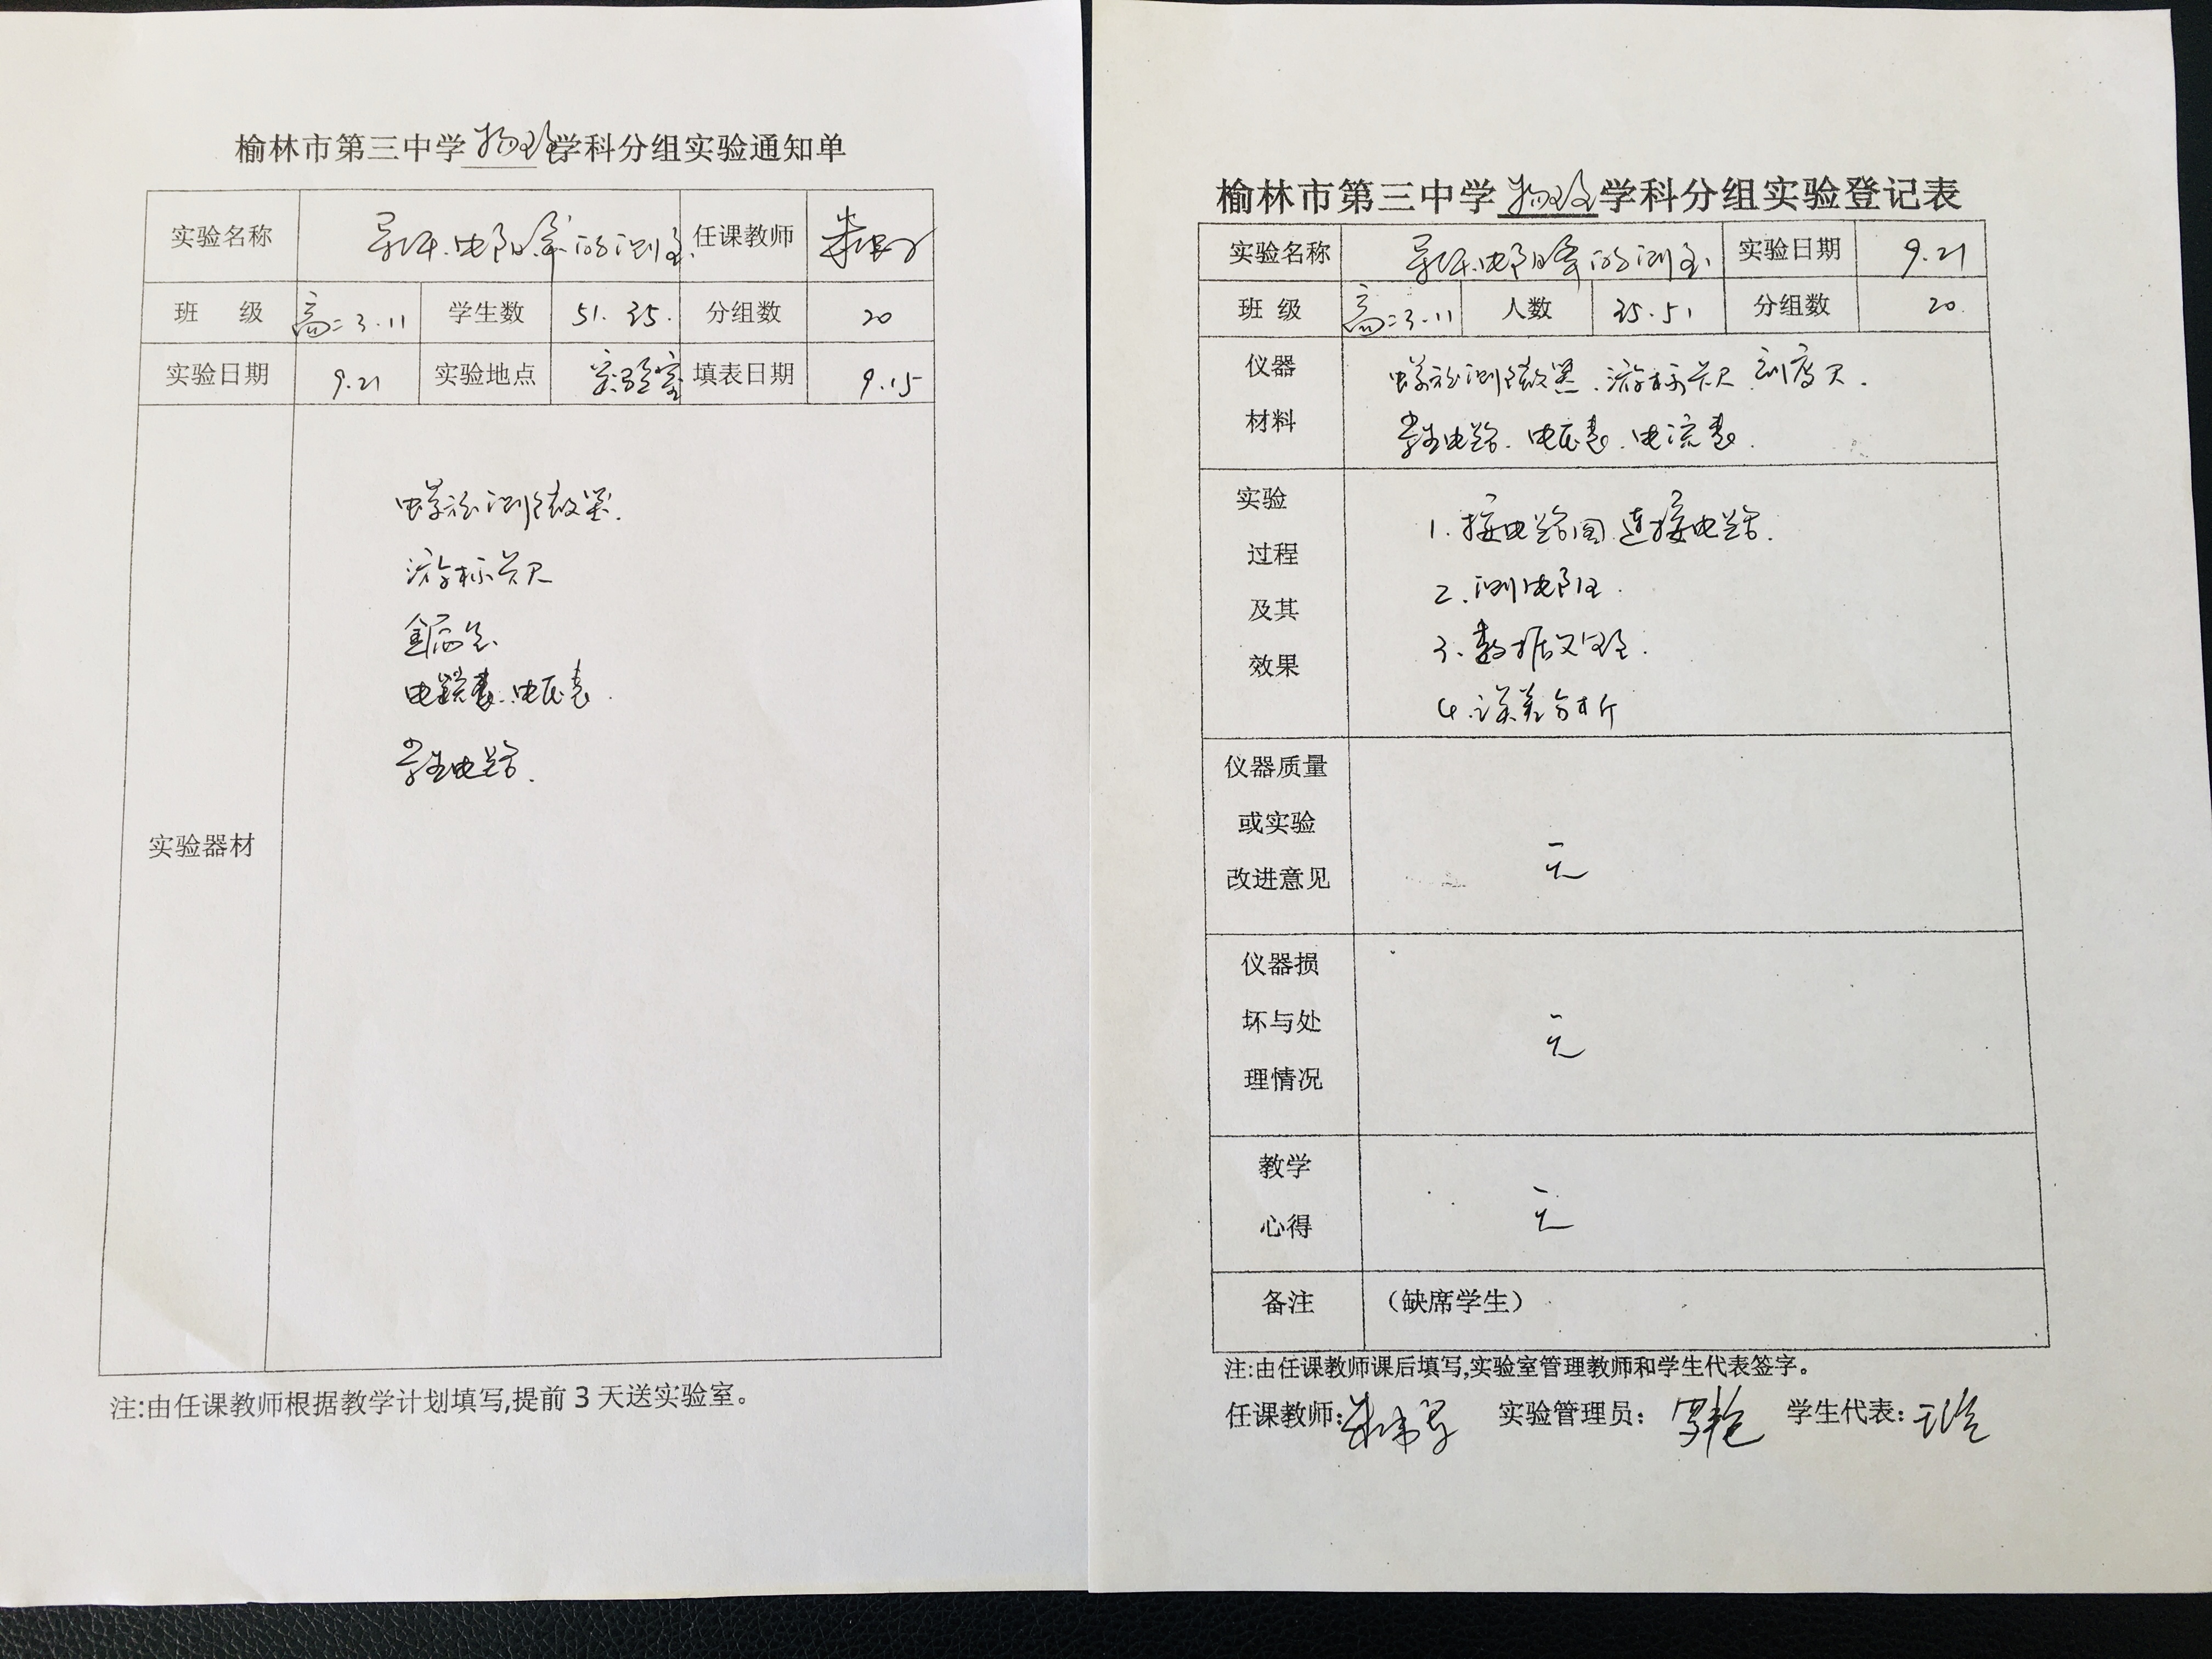 榆林市第三中学物理学科分组实验通知单
实验名称 导体电阻率的测量 任课教师
班 级 高二3.11 学生数 51. 35. 分组数 20
实验日期 9.21 实验地点 实验室 填表日期 9.15
实验器材
螺旋测微器.
游标卡尺
金属丝.
电流表.电压表.
学生电路.
注:由任课教师根据教学计划填写,提前3天送实验室。
榆林市第三中学物理学科分组实验登记表
实验名称 导体电阻率的测量 实验日期 9.21
班 级 高二3.11 人数 35.51 分组数 20.
仪器
材料
螺旋测微器.游标卡尺.刻度尺.
学生电路.电压表.电流表.
实验
过程
及其
效果
1.接电路图连接电路.
2.测电阻.
3.数据处理.
4.误差分析
仪器质量
或实验
改进意见
无
仪器损
坏与处
理情况
无
教学
心得
无
备注 (缺席学生)
注:由任课教师课后填写,实验室管理教师和学生代表签字。
任课教师: 实验管理员: 学生代表: